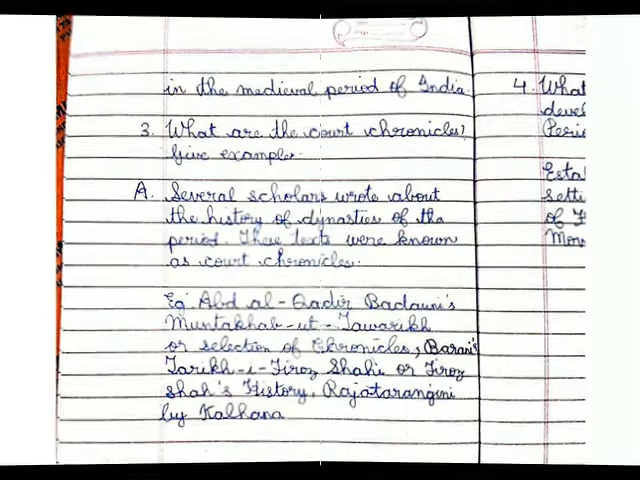 in the medieval period of India
3. What are the court chronicles?
Give example.
A. Several scholars wrote about
the history of dynasties of the
period. These texts were known
as court chronicles.
Eg Abd al-Qadir Badauni's
Muntakhab-ut-Tawarikh
or selection of Chronicles, Barani's
Tarikh-i-Firoz Shahi or Firoz
shah's History, Rajatarangini
by Kalhana
4. What